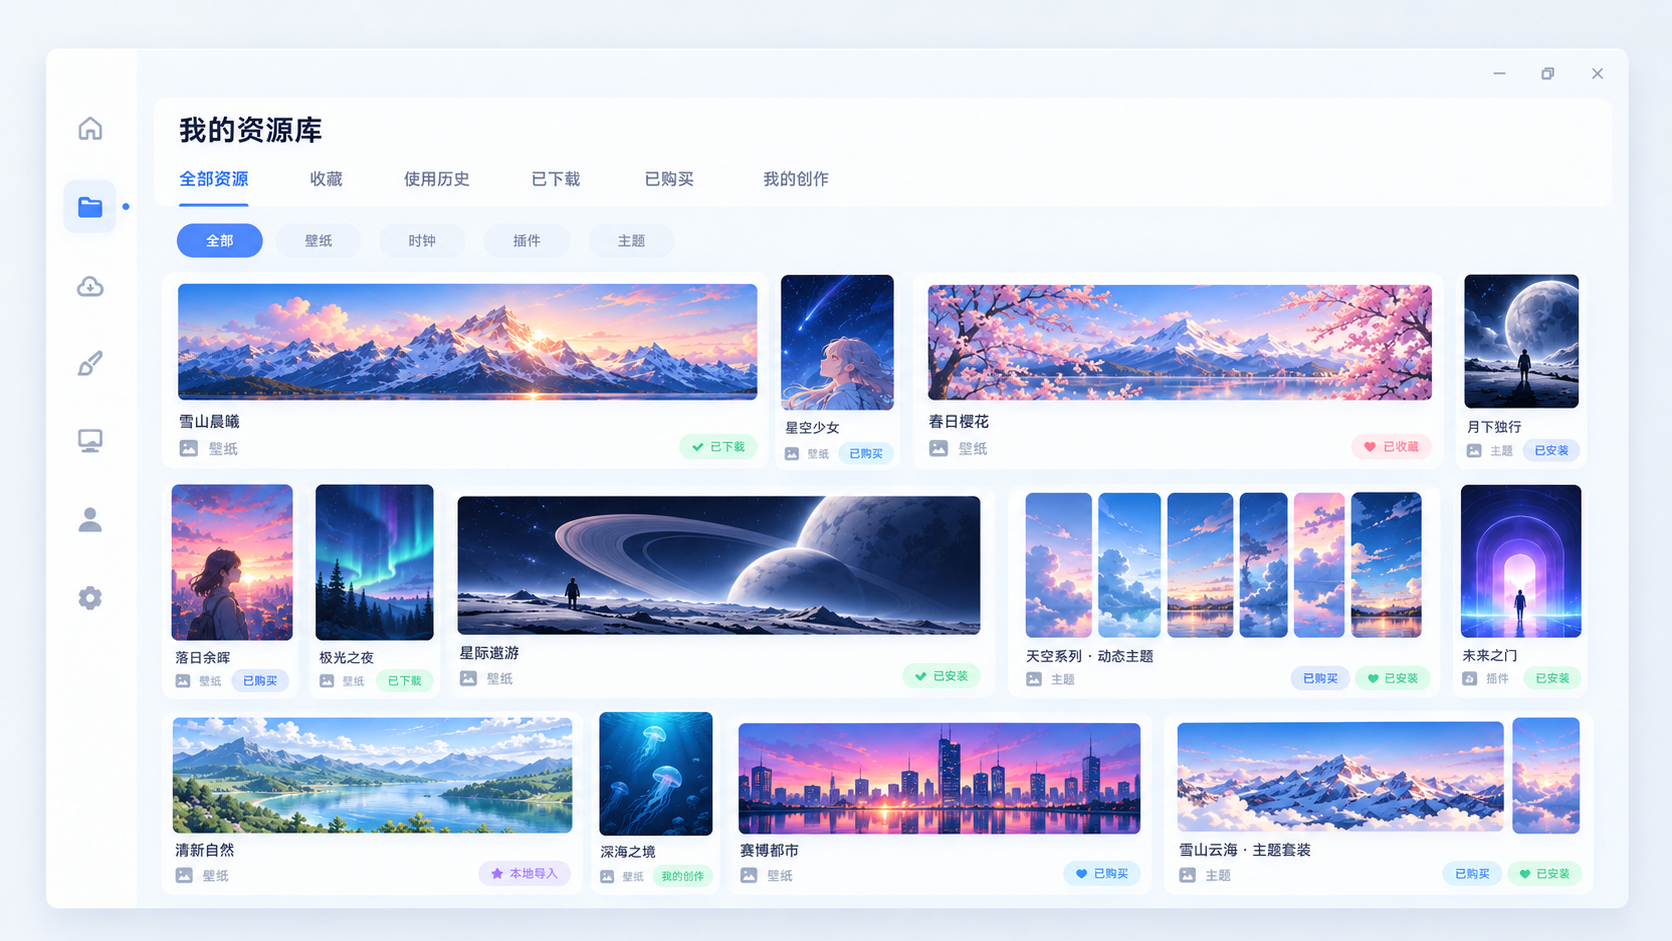 我的资源库
全部资源 收藏 使用历史 已下载 已购买 我的创作
全部 壁纸 时钟 插件 主题
雪山晨曦
壁纸 已下载
星空少女
壁纸 已购买
春日樱花
壁纸 已收藏
月下独行
主题 已安装
落日余晖
壁纸 已购买
极光之夜
壁纸 已下载
星际遨游
壁纸 已安装
天空系列 · 动态主题
主题 已购买 已安装
未来之门
插件 已安装
清新自然
壁纸 本地导入
深海之境
壁纸 我的创作
赛博都市
壁纸 已购买
雪山云海 · 主题套装
主题 已购买 已安装